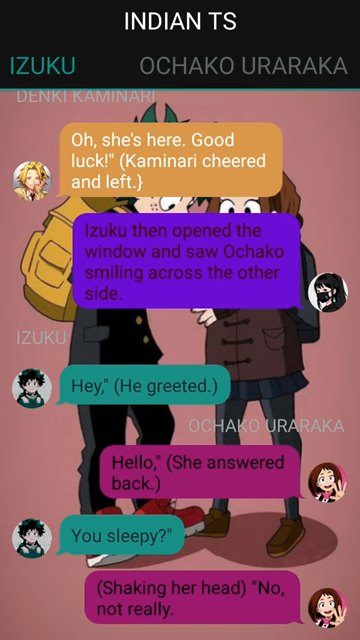 INDIAN TS
IZUKU
OCHAKO URARAKA
DENKI KAMINARI
Oh, she's here. Good
luck!" (Kaminari cheered
and left.}
Izuku then opened the
window and saw Ochako
smiling across the other
side.
IZUKU
Hey," (He greeted.)
OCHAKO URARAKA
Hello," (She answered
back.)
You sleepy?"
(Shaking her head) "No,
not really.